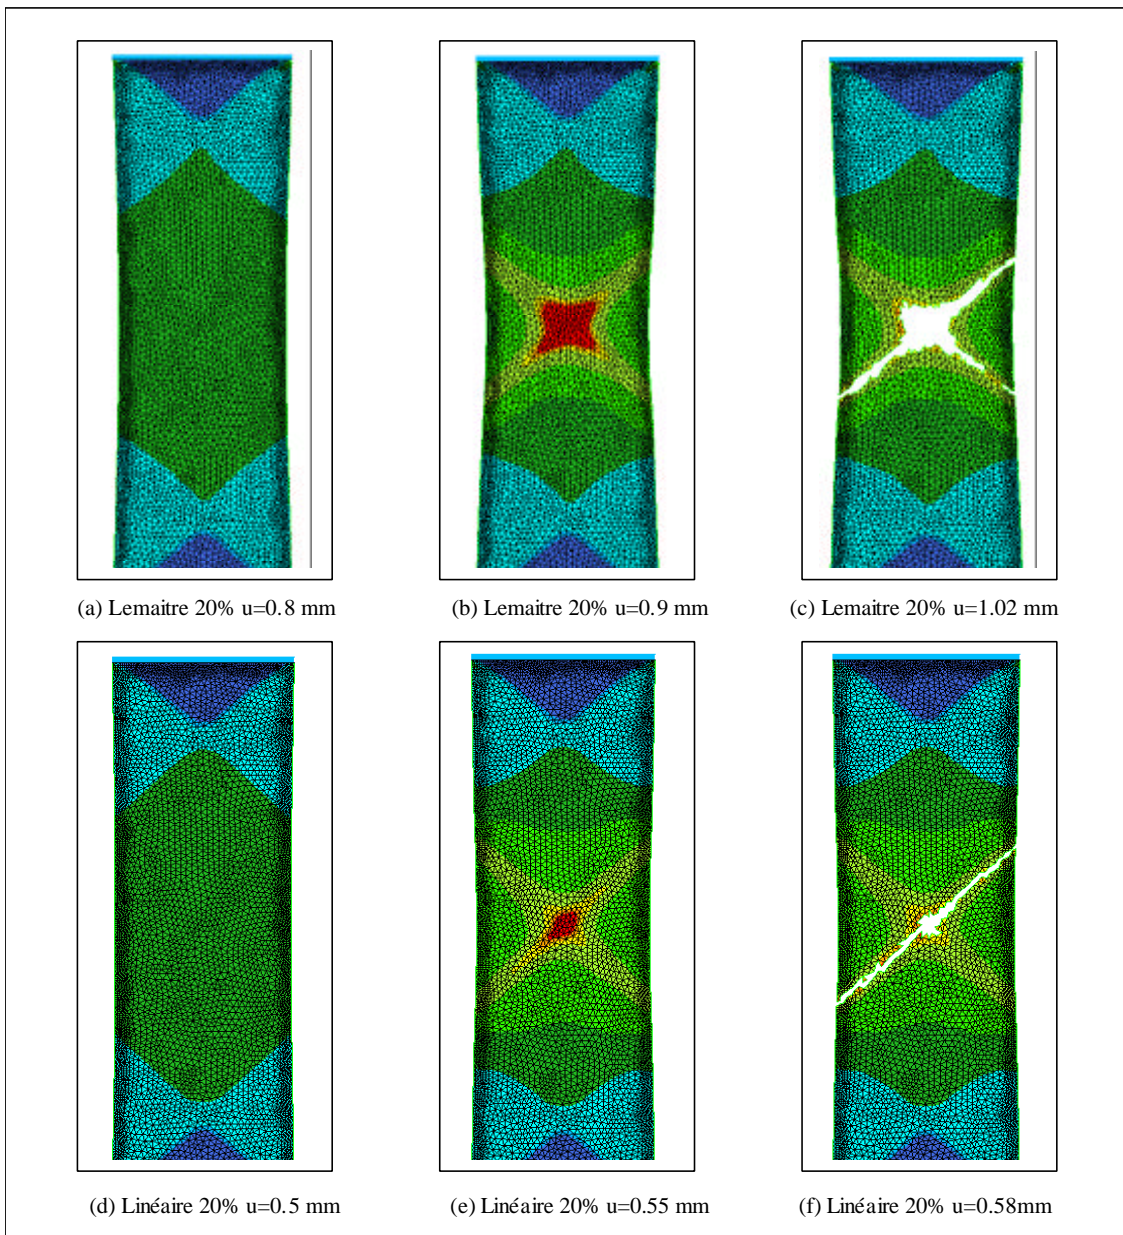 (a) Lemaitre 20% u=0.8 mm
(b) Lemaitre 20% u=0.9 mm
(c) Lemaitre 20% u=1.02 mm
(d) Linéaire 20% u=0.5 mm
(e) Linéaire 20% u=0.55 mm
(f) Linéaire 20% u=0.58mm